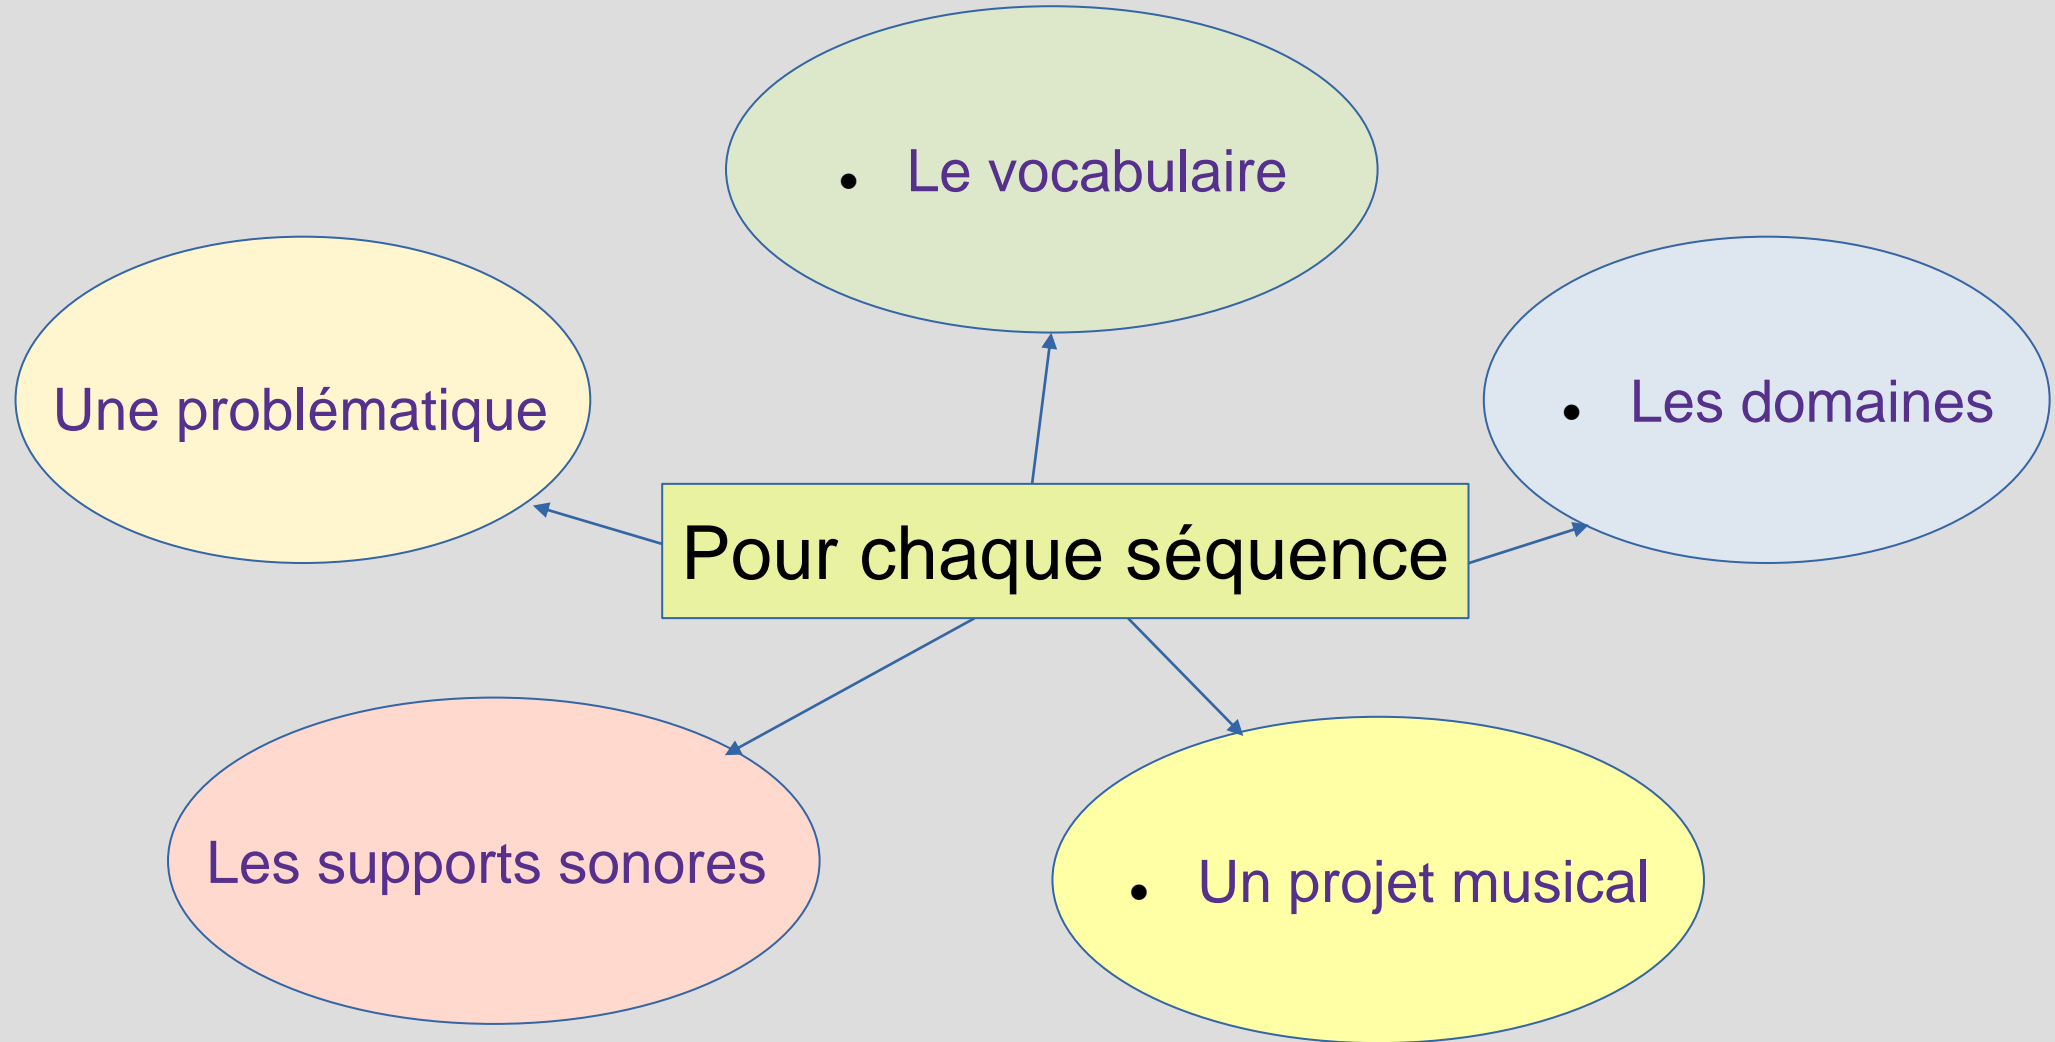 • Le vocabulaire
Une problématique
• Les domaines
Pour chaque séquence
Les supports sonores
• Un projet musical